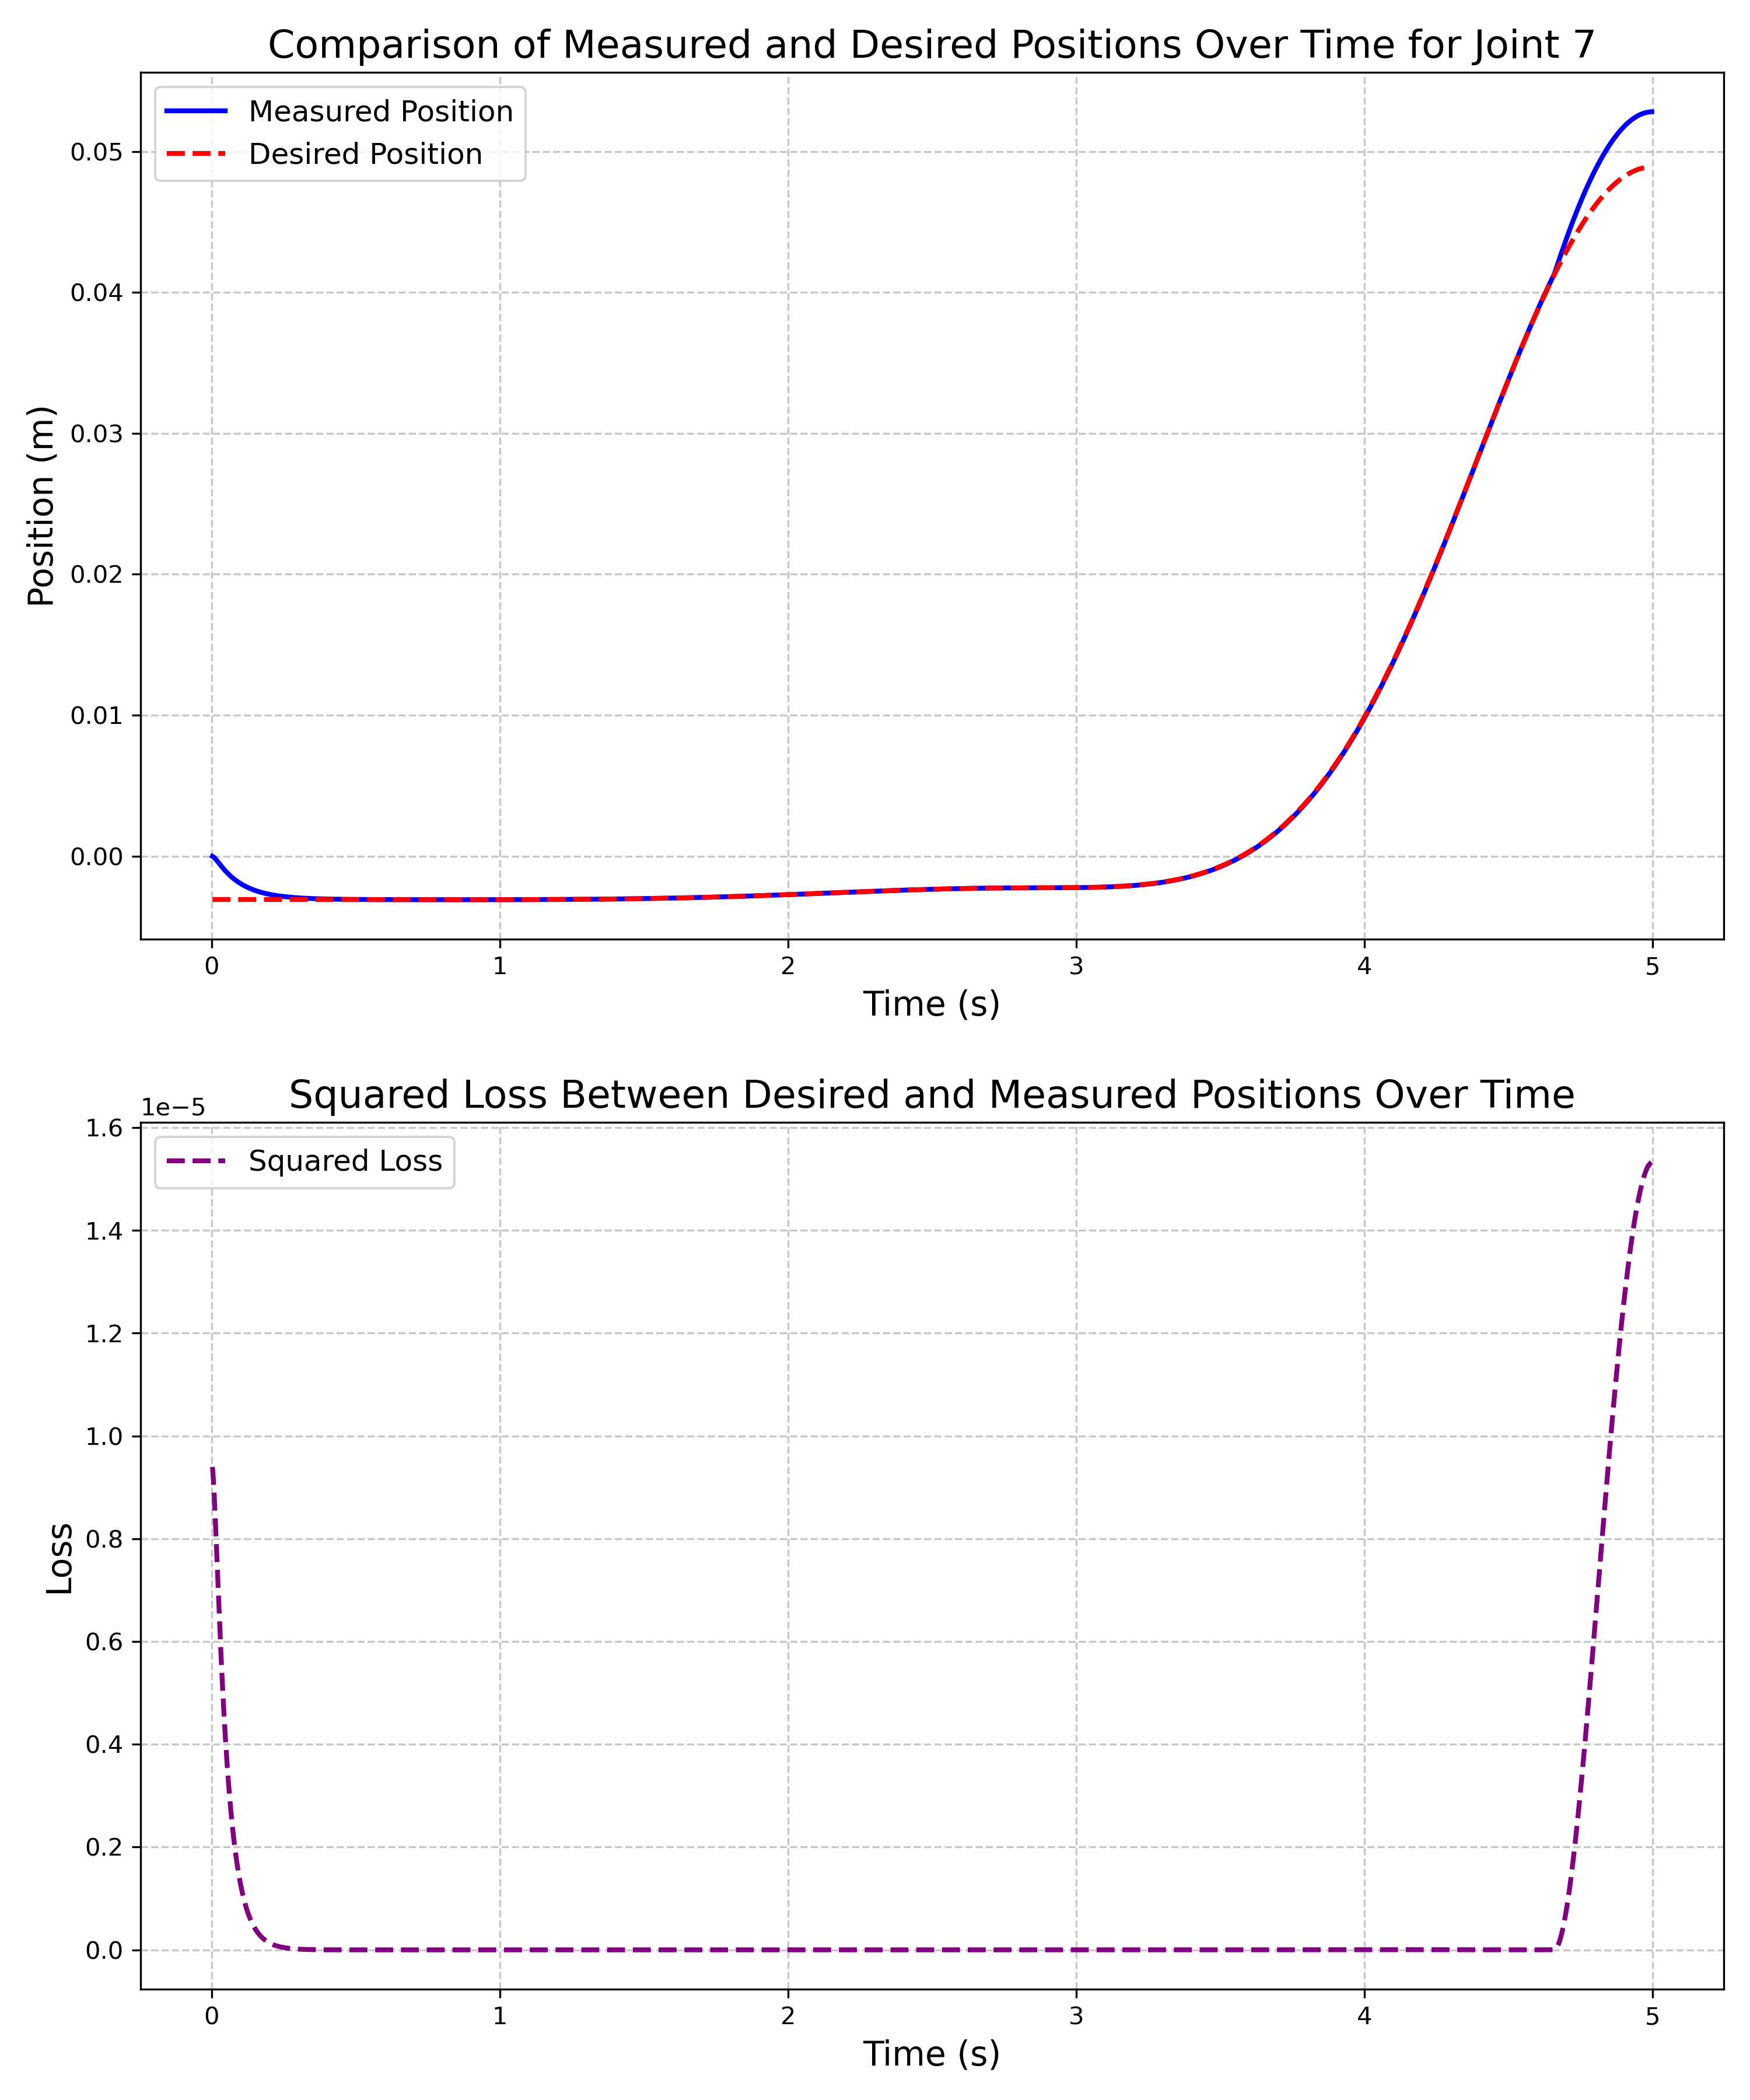 Comparison of Measured and Desired Positions Over Time for Joint 7
Measured Position
Desired Position
0.05
0.04
0.03
0.02
0.01
0.00
Position (m)
0 1 2 3 4 5
Time (s)
Squared Loss Between Desired and Measured Positions Over Time
1e−5
Squared Loss
1.6
1.4
1.2
1.0
0.8
0.6
0.4
0.2
0.0
Loss
0 1 2 3 4 5
Time (s)